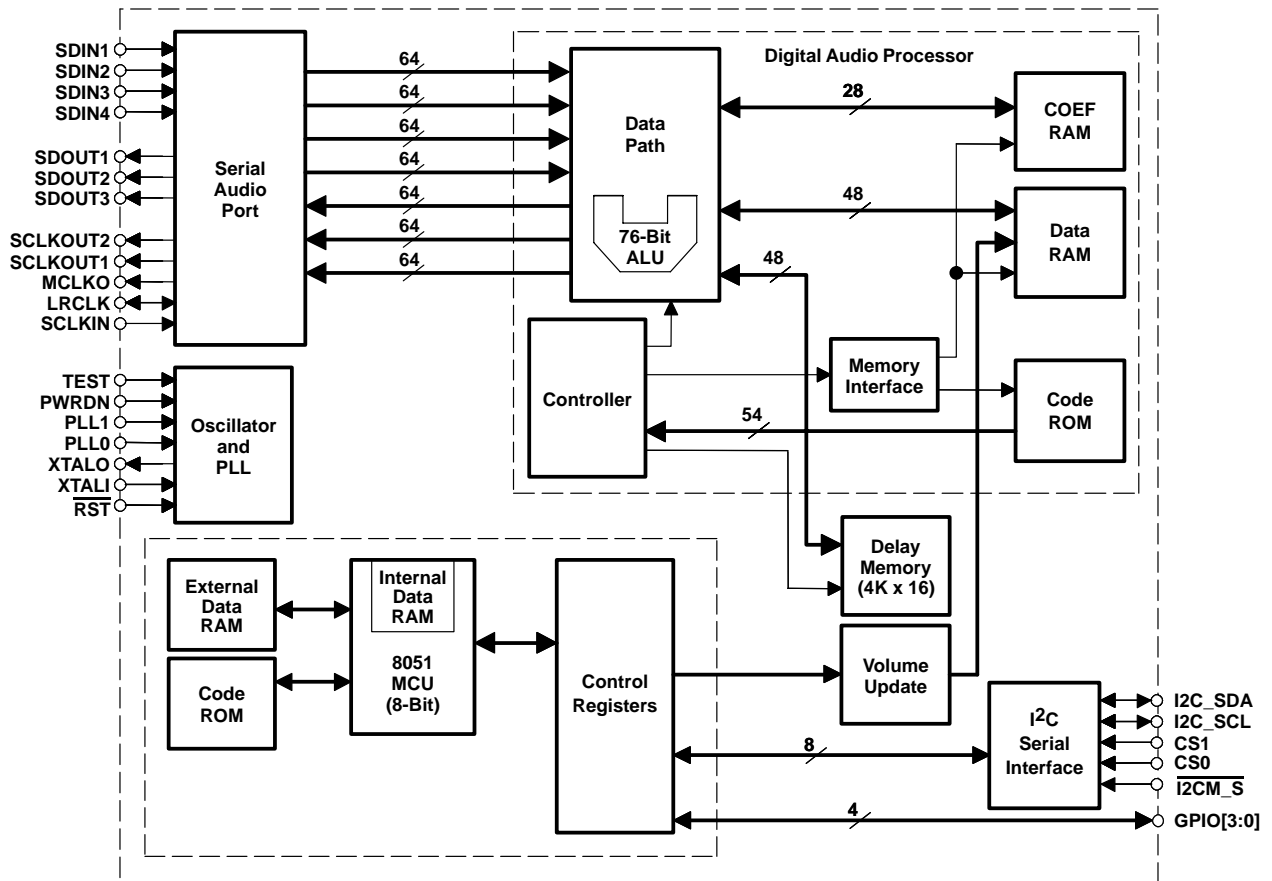 SDIN1
SDIN2
SDIN3
SDIN4
SDOUT1
SDOUT2
SDOUT3
SCLKOUT2
SCLKOUT1
MCLKO
LRCLK
SCLKIN
Serial
Audio
Port
64
64
64
64
64
64
64
Digital Audio Processor
Data
Path
76-Bit
ALU
28
48
48
COEF
RAM
Data
RAM
Controller
Memory
Interface
54
Code
ROM
TEST
PWRDN
PLL1
PLL0
XTALO
XTALI
RST
Oscillator
and
PLL
Delay
Memory
(4K x 16)
External
Data
RAM
Code
ROM
Internal
Data
RAM
8051
MCU
(8-Bit)
Control
Registers
Volume
Update
8
4
I2C
Serial
Interface
I2C_SDA
I2C_SCL
CS1
CS0
I2CM_S
GPIO[3:0]